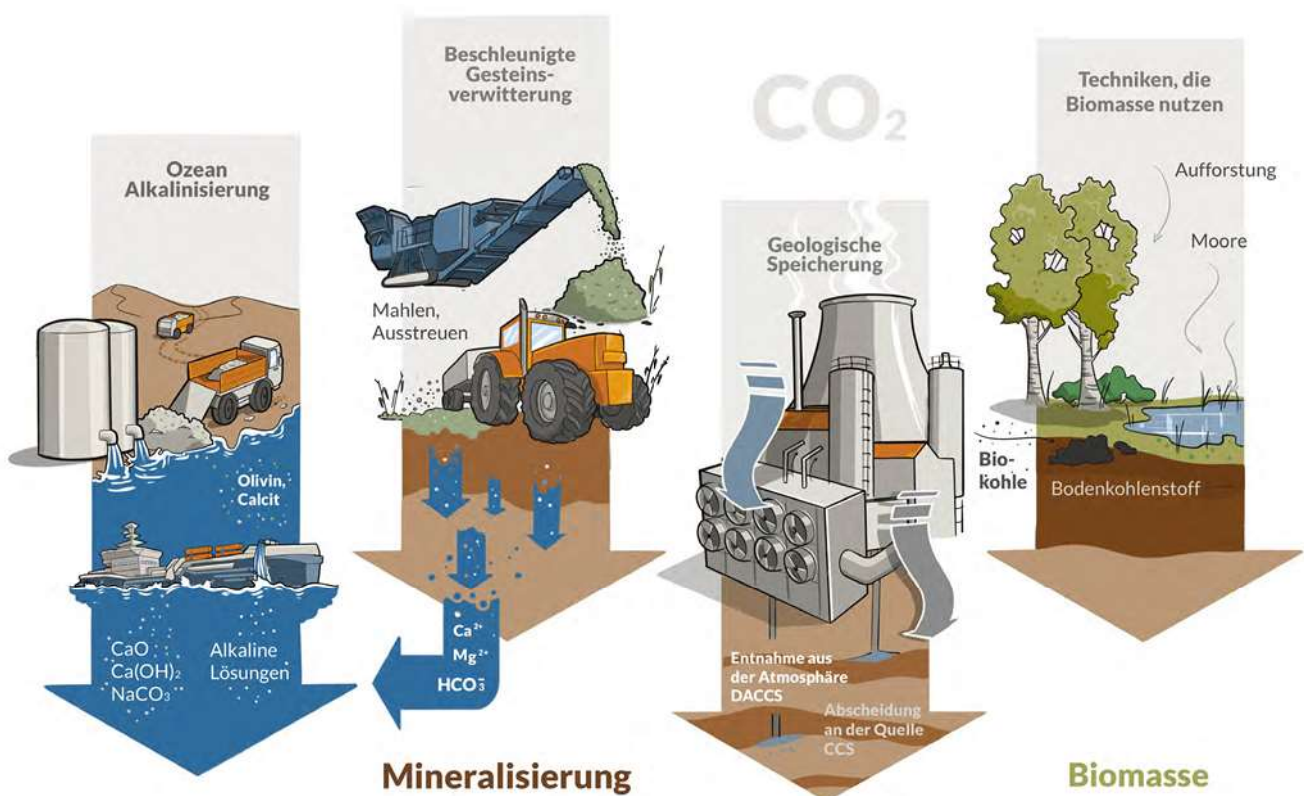 Ozean
Alkalinisierung
Olivin,
Calcit
CaO
Ca(OH)₂
NaCO₃
Alkaline
Lösungen
Beschleunigte
Gesteins-
verwitterung
Mahlen,
Ausstreuen
Ca²⁺
Mg²⁺
HCO₃⁻
Mineralisierung
CO₂
Geologische
Speicherung
Entnahme aus
der Atmosphäre
DACCS
Abscheidung
an der Quelle
CCS
Techniken, die
Biomasse nutzen
Aufforstung
Moore
Bio-
kohle
Bodenkohlenstoff
Biomasse